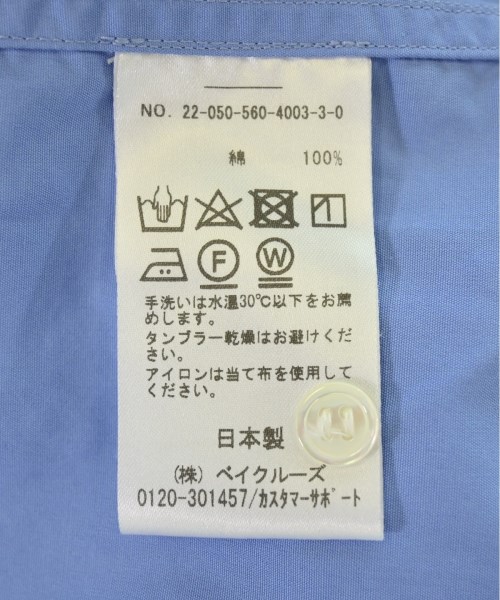 NO. 22-050-560-4003-3-0
綿 100%
F W
手洗いは水温30℃以下をお薦
めします。
タンブラー乾燥はお避けくだ
さい。
アイロンは当て布を使用して
ください。
日本製
(株) ベイクルーズ
0120-301457/カスタマーサポート